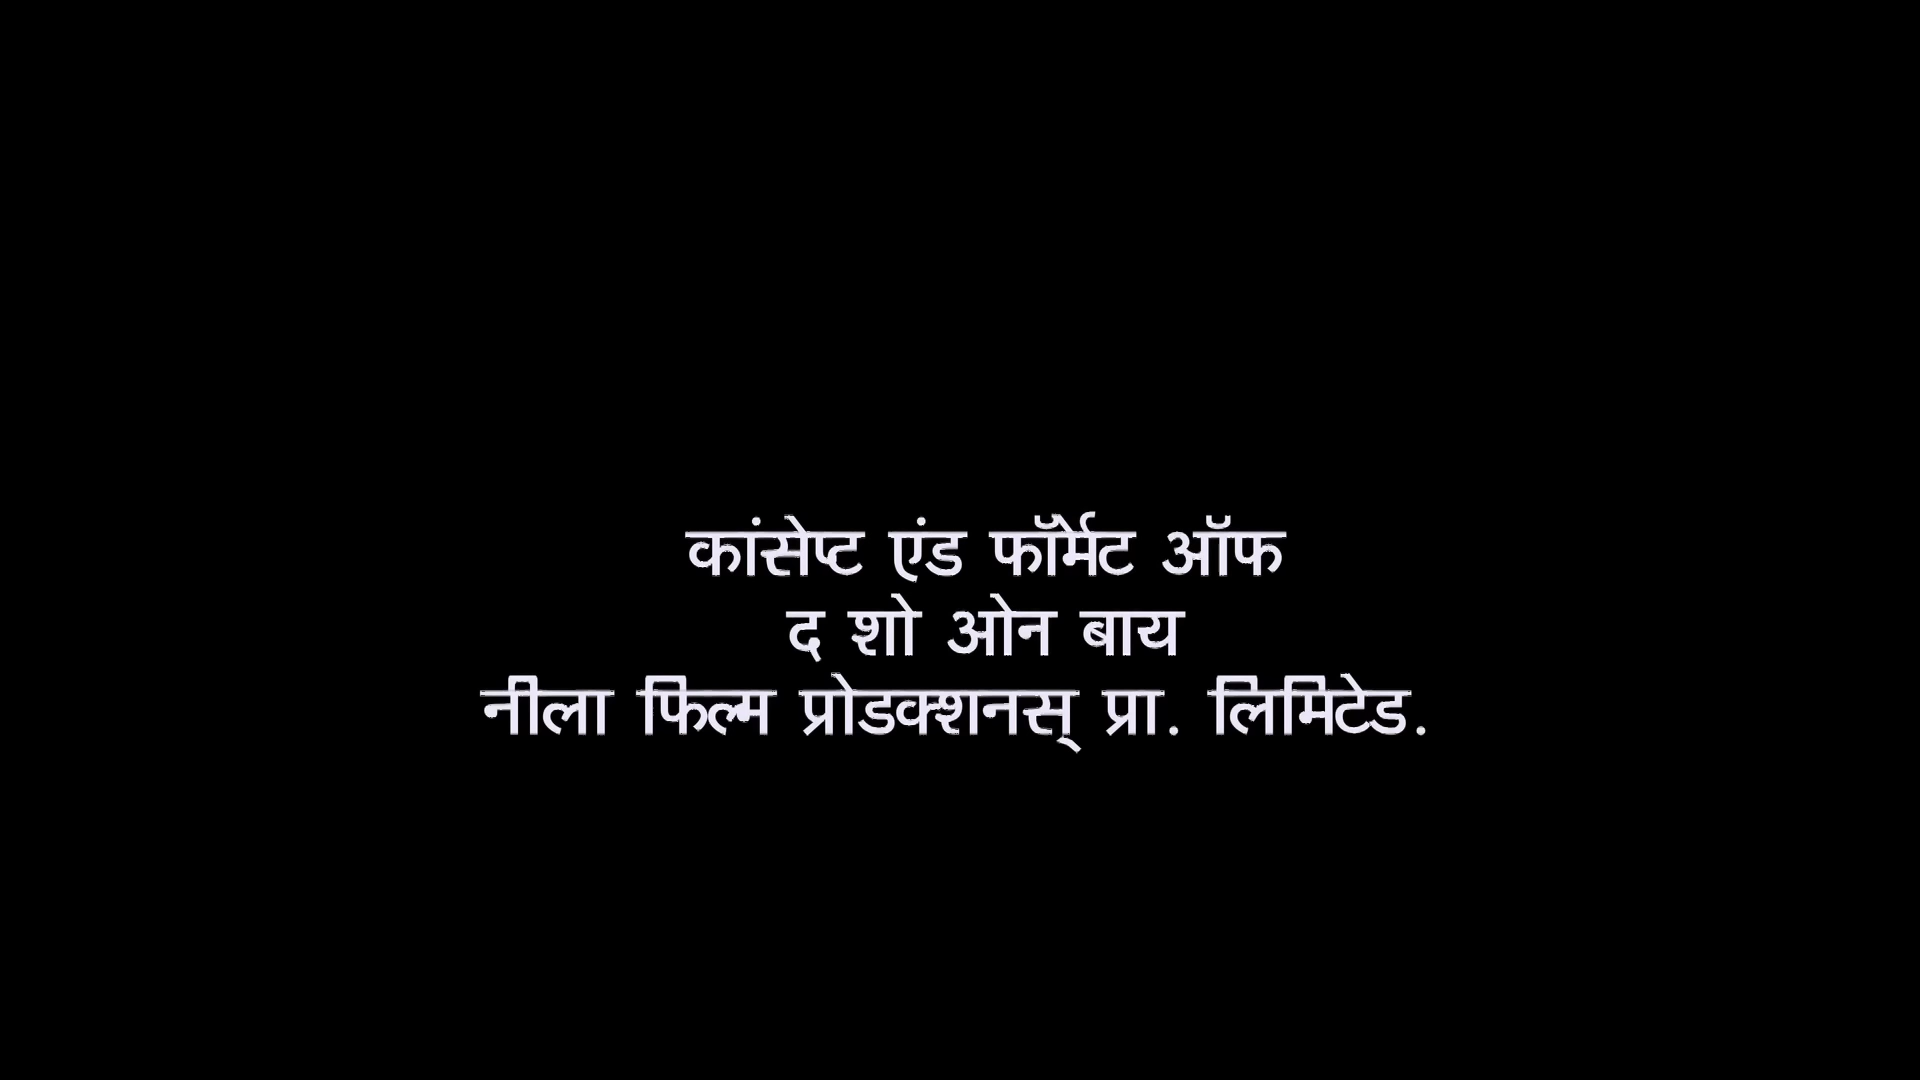 कांसेप्ट एंड फॉर्मेट ऑफ
द शो ओन बाय
नीला फिल्म प्रोडक्शनस् प्रा. लिमिटेड.